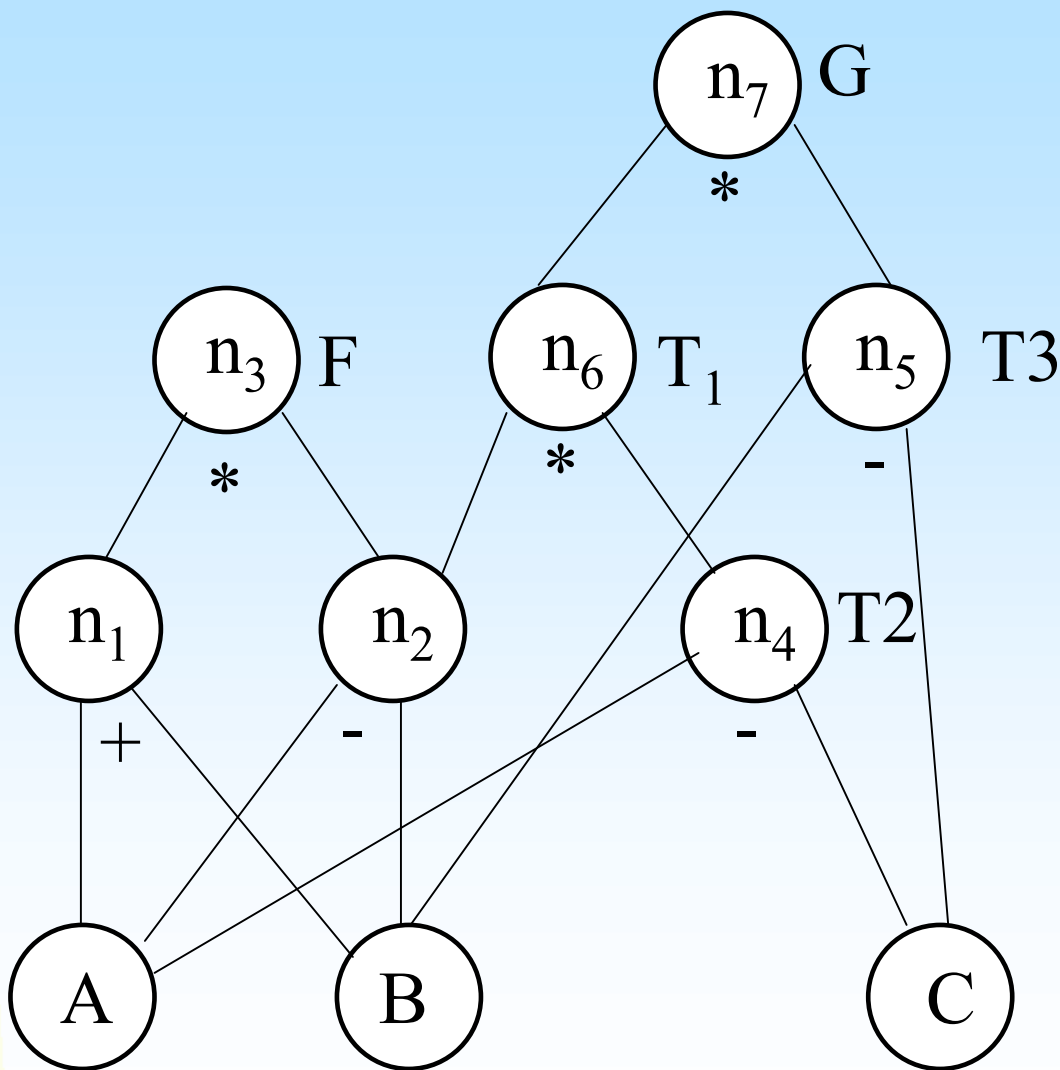 n₇ G
*
n₃ F n₆ T₁ n₅ T3
* * -
n₁ n₂ n₄ T2
+ - -
A B C